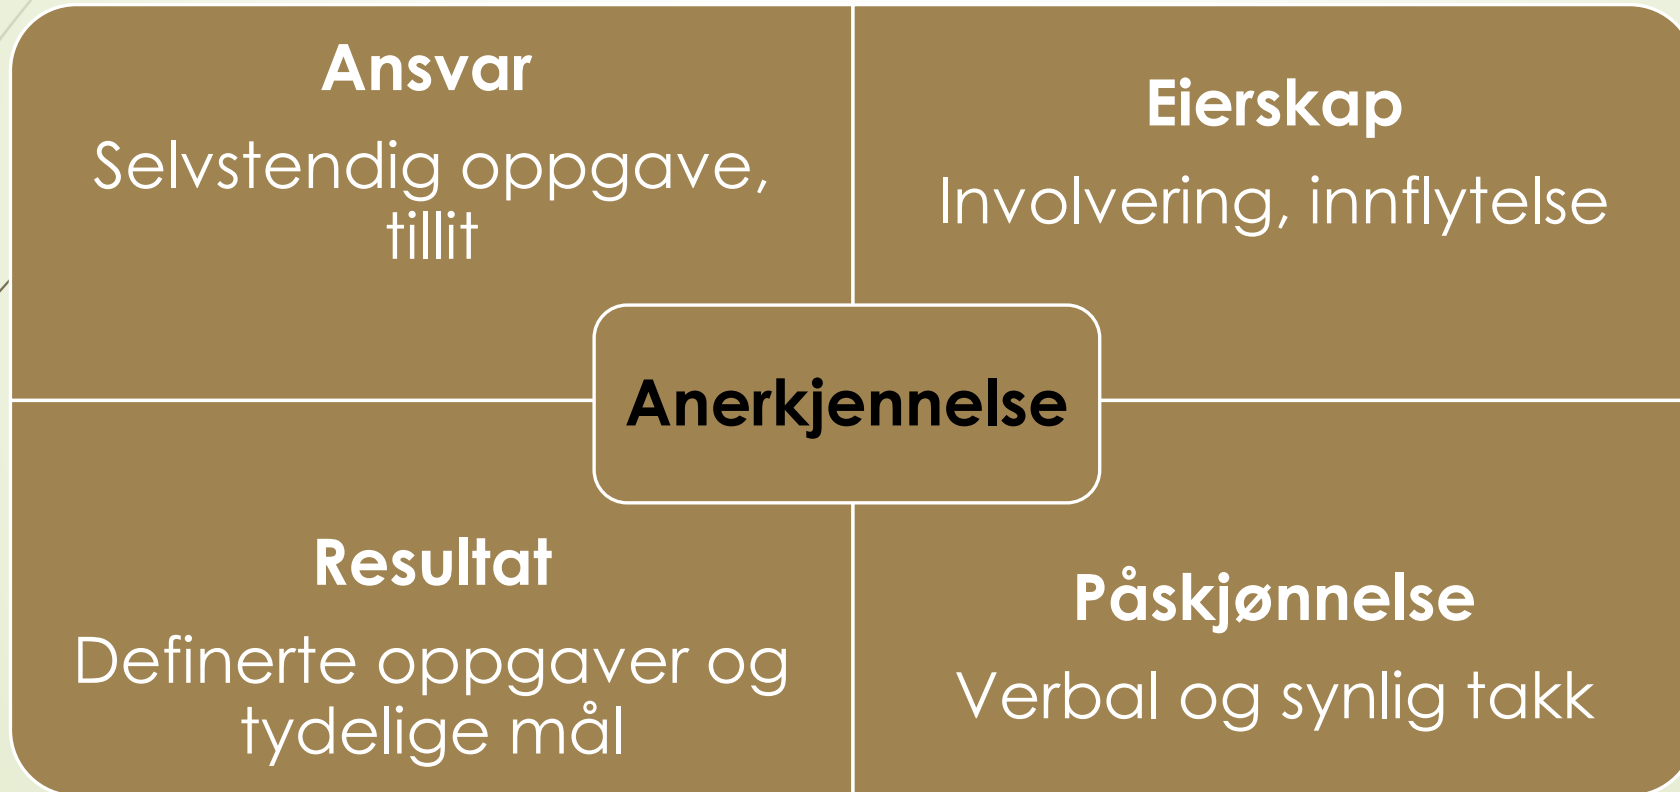 Ansvar
Selvstendig oppgave,
tillit
Eierskap
Involvering, innflytelse
Anerkjennelse
Resultat
Definerte oppgaver og
tydelige mål
Påskjønnelse
Verbal og synlig takk